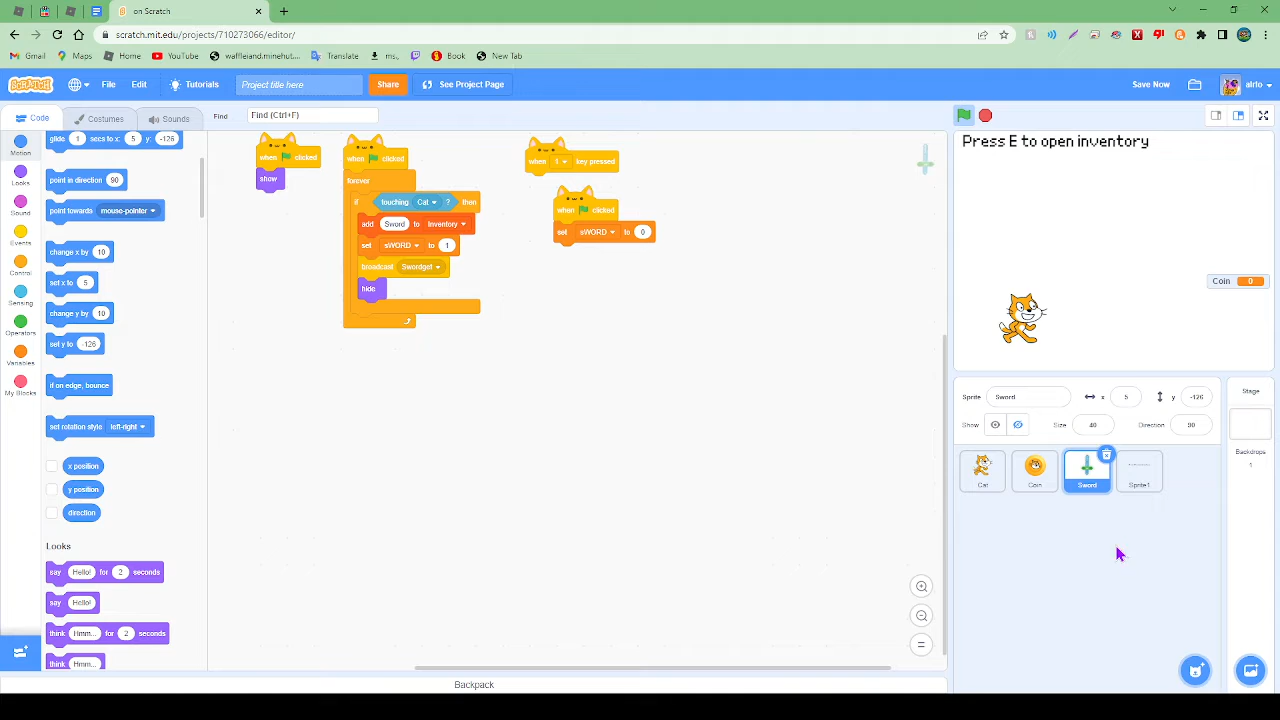 on Scratch
scratch.mit.edu/projects/710273066/editor/
Gmail Maps Home YouTube waffleland.minehut.... Translate ms, Book New Tab
SCRATCH File Edit Tutorials Project title here Share See Project Page Save Now alrto
Code Costumes Sounds Find Find (Ctrl+F)
Motion
Looks
Sound
Events
Control
Sensing
Operators
Variables
My Blocks
glide 1 secs to x: 5 y: -126
point in direction 90
point towards mouse-pointer
change x by 10
set x to 5
change y by 10
set y to -126
if on edge, bounce
set rotation style left-right
x position
y position
direction
Looks
say Hello! for 2 seconds
say Hello!
think Hmm... for 2 seconds
think Hmm...
when clicked
show
when clicked
forever
if touching Cat ? then
add Sword to Inventory
set sWORD to 1
broadcast Swordget
hide
when key pressed
when clicked
set sWORD to 0
Press E to open inventory
Coin 0
Sprite Sword x 5 y -126
Show Size 40 Direction 90
Cat Coin Sword Sprite1
Stage
Backdrops
1
Backpack